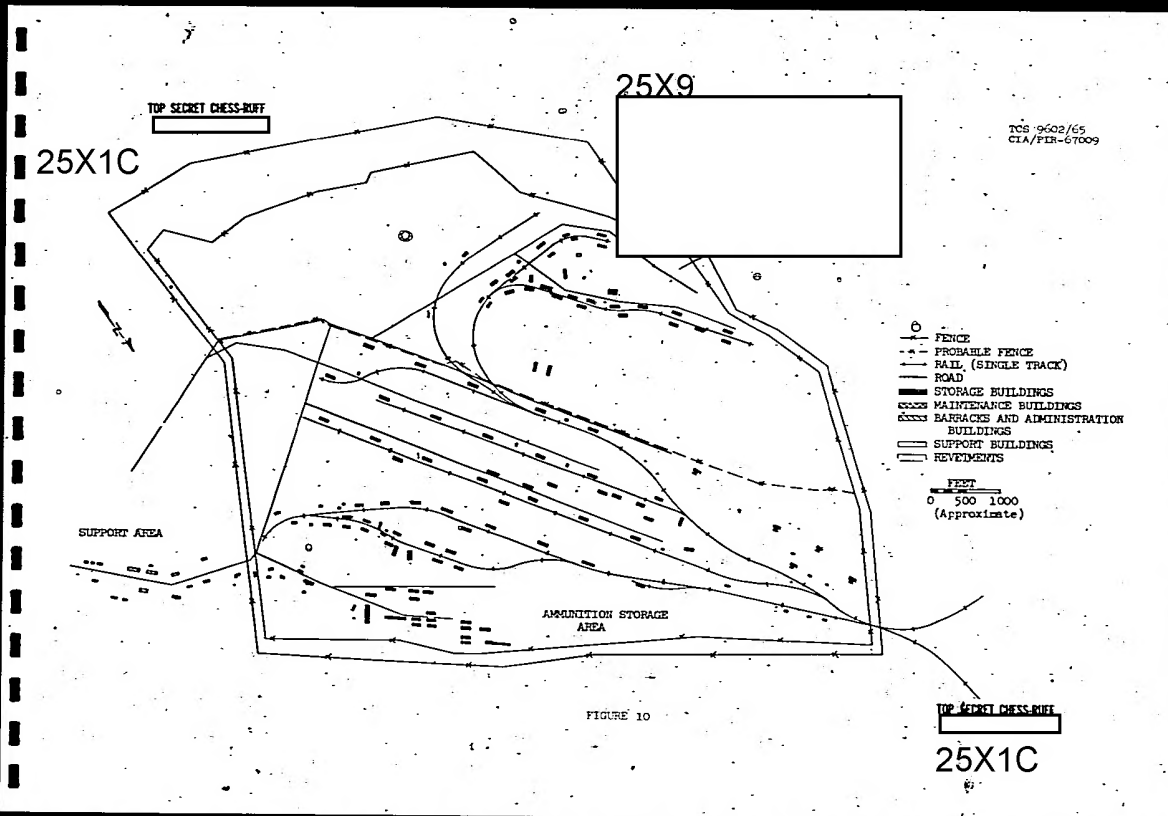 25X9
TOP SECRET CHESS-RUFF
25X1C
TCS 9602/65
CIA/PIR-67009
FENCE
PROBABLE FENCE
RAIL (SINGLE TRACK)
ROAD
STORAGE BUILDINGS
MAINTENANCE BUILDINGS
BARRACKS AND ADMINISTRATION
BUILDINGS
SUPPORT BUILDINGS
REVETMENTS
FEET
0 500 1000
(Approximate)
SUPPORT AREA
AMMUNITION STORAGE
AREA
FIGURE 10
TOP SECRET CHESS-RUFF
25X1C